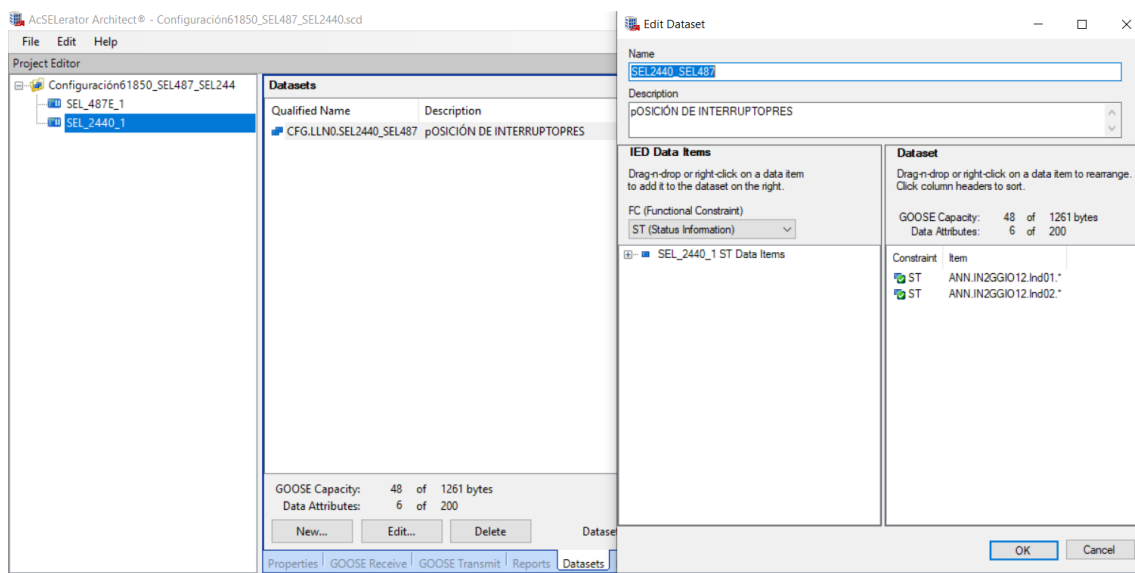 AcSELerator Architect® - Configuración61850_SEL487_SEL2440.scd
File Edit Help
Project Editor
Configuración61850_SEL487_SEL244
SEL_487E_1
SEL_2440_1
Datasets
Qualified Name Description
CFG.LLN0.SEL2440_SEL487 pOSICIÓN DE INTERRUPTOPRES
GOOSE Capacity: 48 of 1261 bytes
Data Attributes: 6 of 200
New... Edit... Delete Datase
Properties GOOSE Receive GOOSE Transmit Reports Datasets
Edit Dataset
Name
SEL2440_SEL487
Description
pOSICIÓN DE INTERRUPTOPRES
IED Data Items
Drag-n-drop or right-click on a data item
to add it to the dataset on the right.
FC (Functional Constraint)
ST (Status Information)
SEL_2440_1 ST Data Items
Dataset
Drag-n-drop or right-click on a data item to rearrange.
Click column headers to sort.
GOOSE Capacity: 48 of 1261 bytes
Data Attributes: 6 of 200
Constraint Item
ST ANN.IN2GGIO12.Ind01.*
ST ANN.IN2GGIO12.Ind02.*
OK Cancel